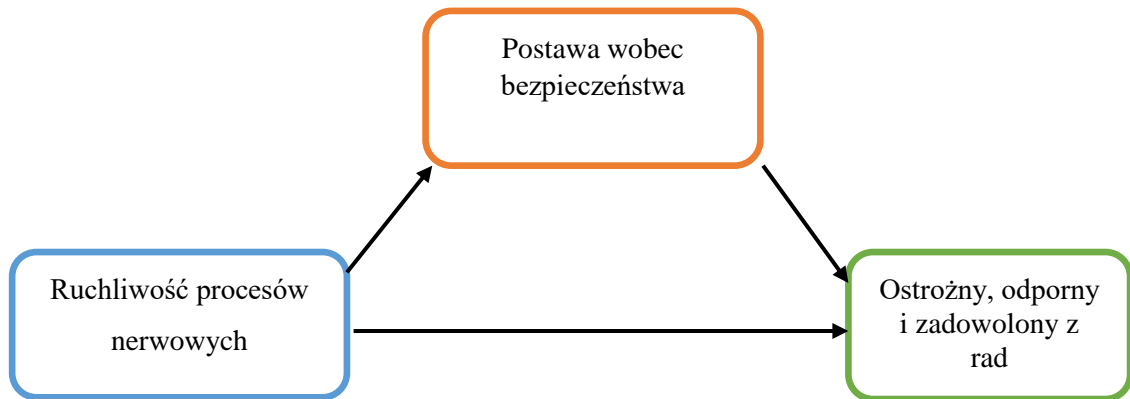 Postawa wobec
bezpieczeństwa
Ruchliwość procesów
nerwowych
Ostrożny, odporny
i zadowolony z
rad